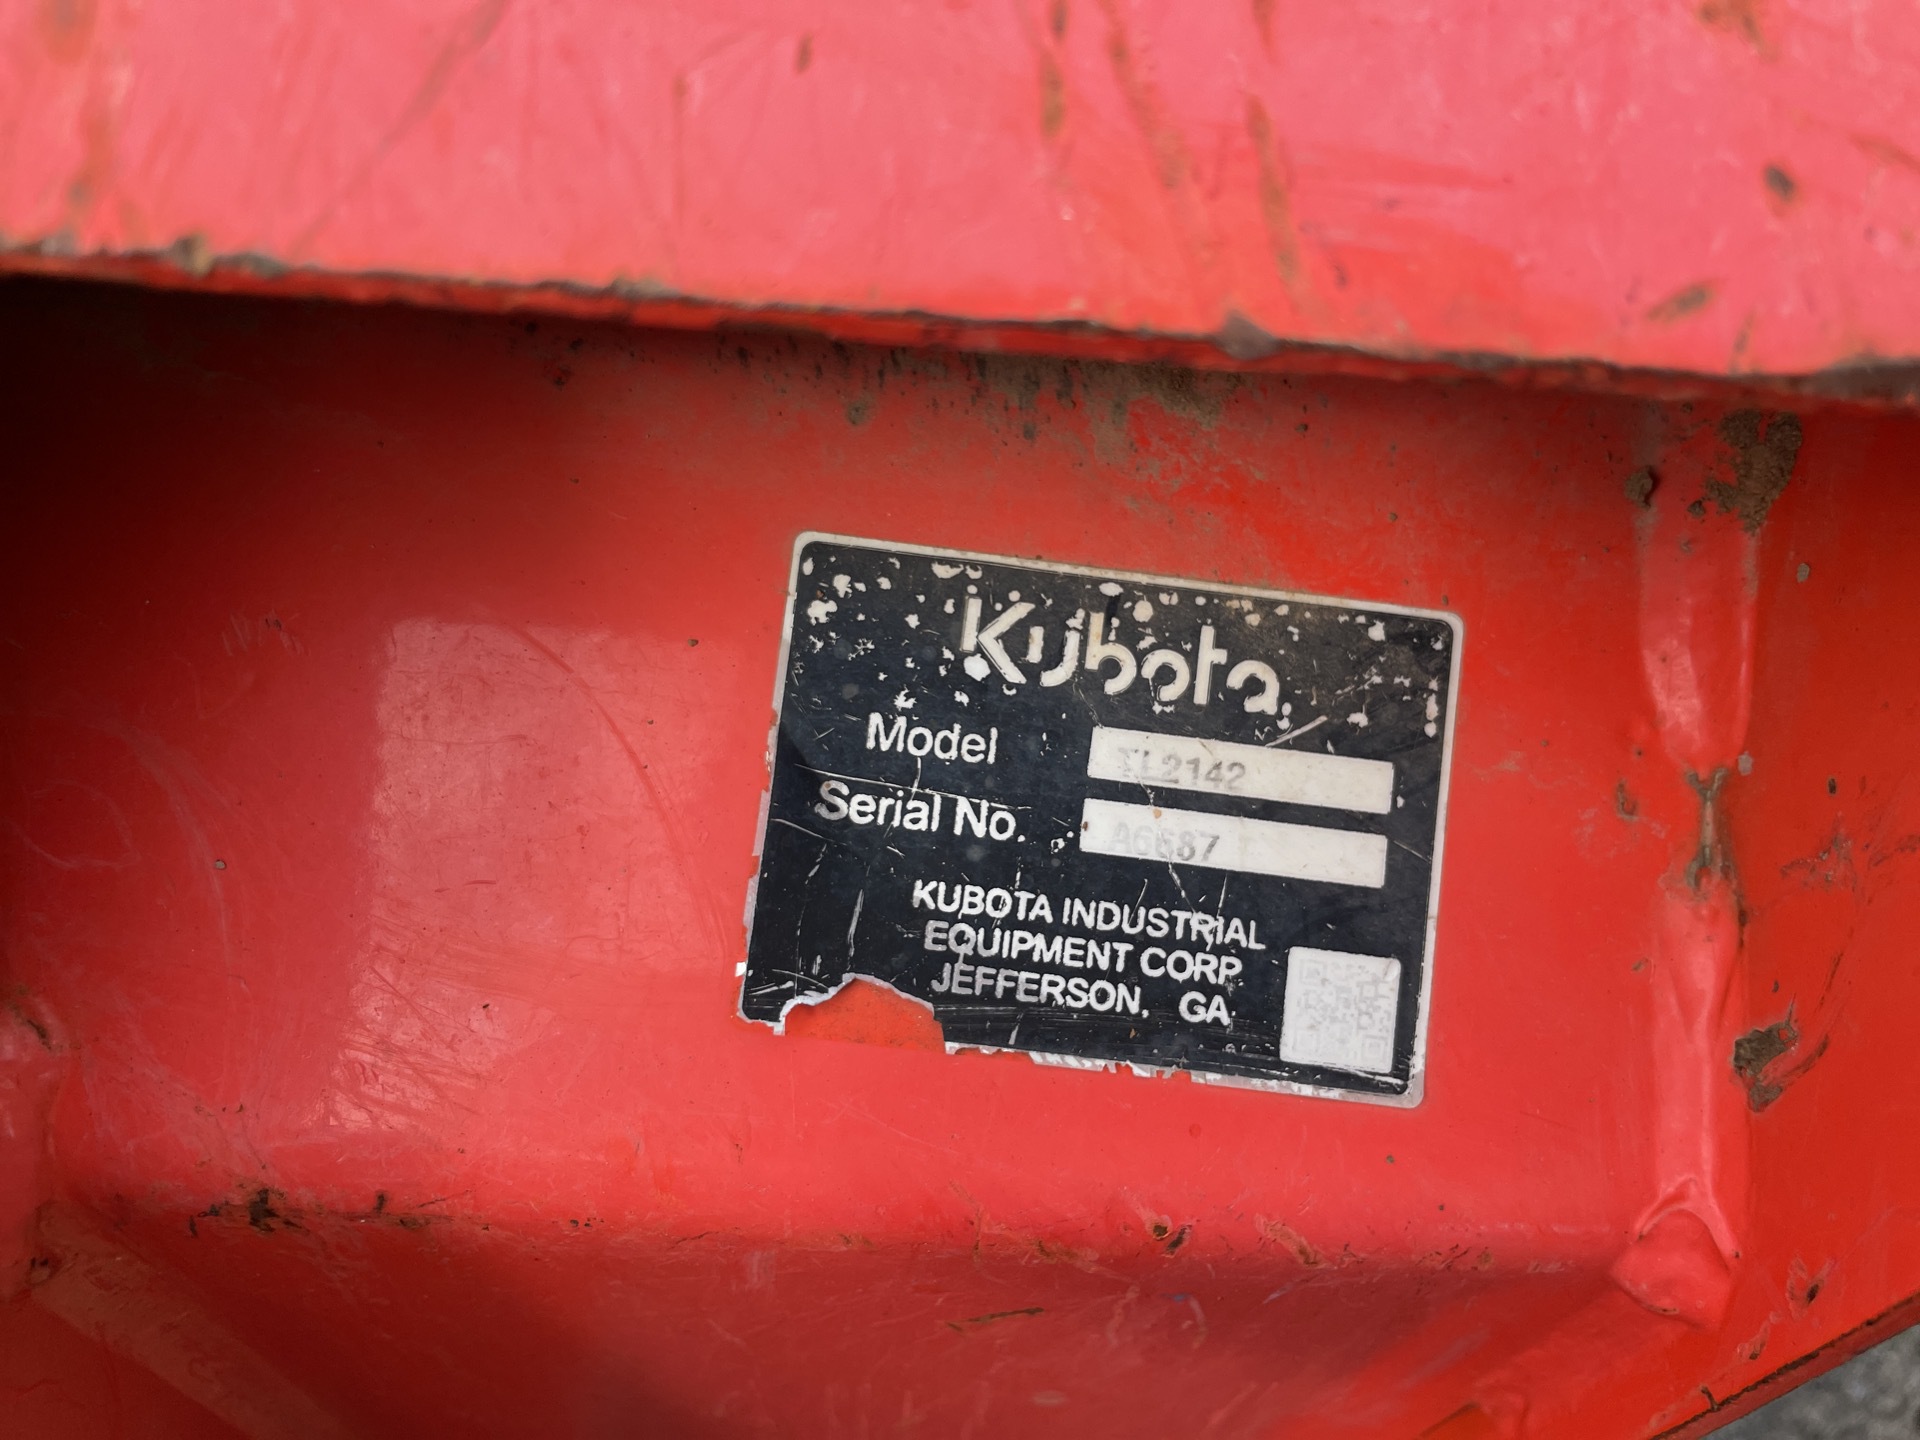 Kubota
Model TL2142
Serial No. A6687
KUBOTA INDUSTRIAL
EQUIPMENT CORP.
JEFFERSON, GA.